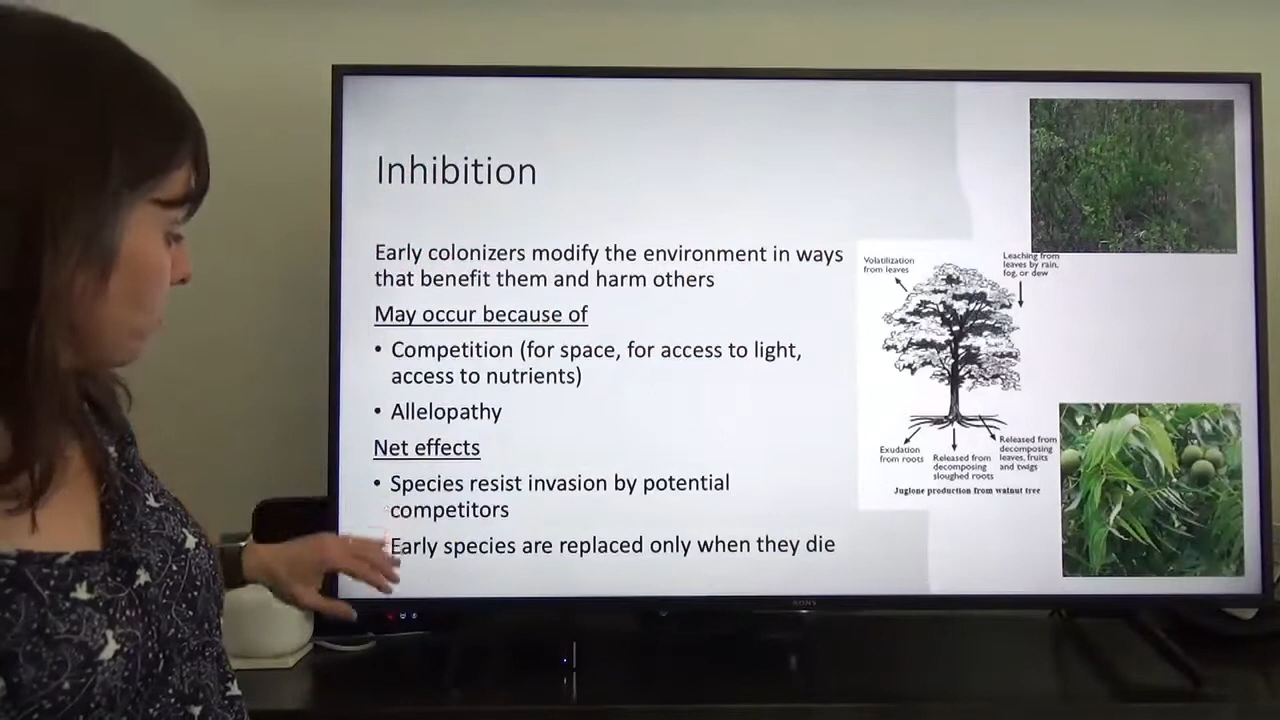 Inhibition
Early colonizers modify the environment in ways
that benefit them and harm others
May occur because of
• Competition (for space, for access to light,
access to nutrients)
• Allelopathy
Net effects
• Species resist invasion by potential
competitors
Early species are replaced only when they die
Volatilization
from leaves
Leaching from
leaves by rain,
fog, or dew
Exudation
from roots
Released from
decomposing
sloughed roots
Released from
decomposing
leaves, fruits
and twigs
Juglone production from walnut tree
SONY